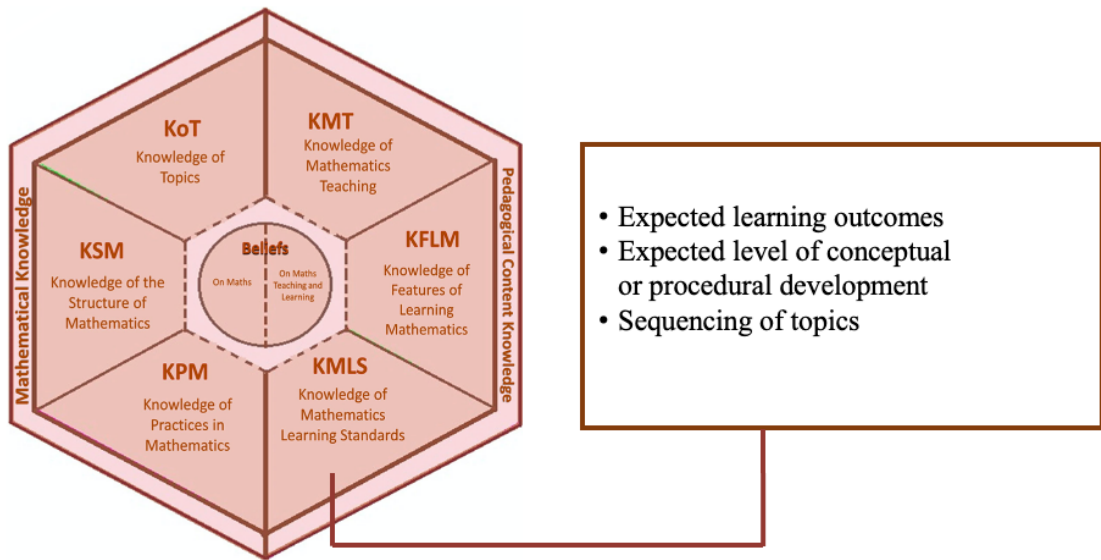 Mathematical Knowledge
KoT
Knowledge of
Topics
KMT
Knowledge of
Mathematics
Teaching
KSM
Knowledge of the
Structure of
Mathematics
Beliefs
On Maths
On Maths
Teaching and
Learning
KFLM
Knowledge of
Features of
Learning
Mathematics
KPM
Knowledge of
Practices in
Mathematics
KMLS
Knowledge of
Mathematics
Learning Standards
Pedagogical Content Knowledge
• Expected learning outcomes
• Expected level of conceptual
or procedural development
• Sequencing of topics